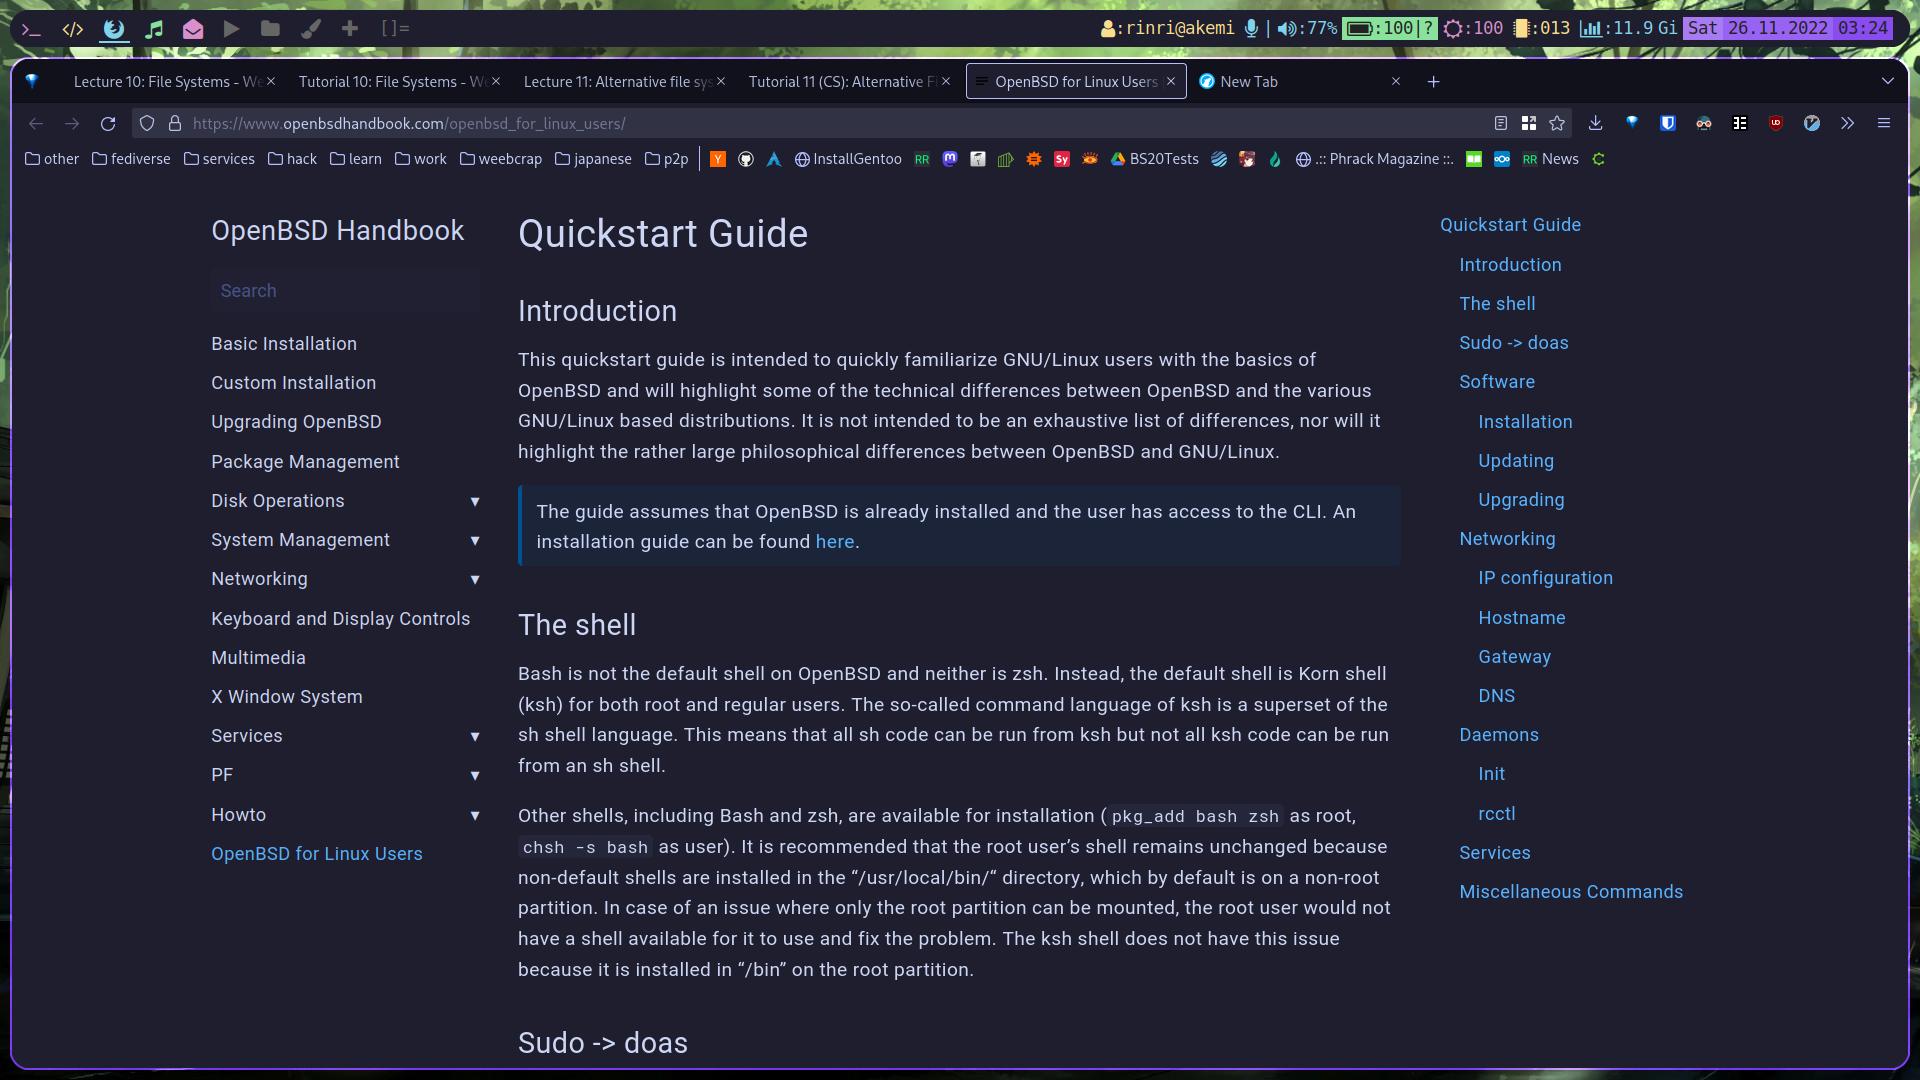 []=
:rinri@akemi |:77% :100|? :100 :013 :11.9 Gi Sat 26.11.2022 03:24
Lecture 10: File Systems - We
Tutorial 10: File Systems - We
Lecture 11: Alternative file sys
Tutorial 11 (CS): Alternative F
OpenBSD for Linux Users
New Tab
https://www.openbsdhandbook.com/openbsd_for_linux_users/
other fediverse services hack learn work weebcrap japanese p2p Y InstallGentoo RR Sy BS20Tests .:: Phrack Magazine ::. RR News
OpenBSD Handbook
Search
Basic Installation
Custom Installation
Upgrading OpenBSD
Package Management
Disk Operations
System Management
Networking
Keyboard and Display Controls
Multimedia
X Window System
Services
PF
Howto
OpenBSD for Linux Users
Quickstart Guide
Introduction
This quickstart guide is intended to quickly familiarize GNU/Linux users with the basics of
OpenBSD and will highlight some of the technical differences between OpenBSD and the various
GNU/Linux based distributions. It is not intended to be an exhaustive list of differences, nor will it
highlight the rather large philosophical differences between OpenBSD and GNU/Linux.
The guide assumes that OpenBSD is already installed and the user has access to the CLI. An
installation guide can be found here.
The shell
Bash is not the default shell on OpenBSD and neither is zsh. Instead, the default shell is Korn shell
(ksh) for both root and regular users. The so-called command language of ksh is a superset of the
sh shell language. This means that all sh code can be run from ksh but not all ksh code can be run
from an sh shell.
Other shells, including Bash and zsh, are available for installation ( pkg_add bash zsh as root,
chsh -s bash as user). It is recommended that the root user’s shell remains unchanged because
non-default shells are installed in the “/usr/local/bin/“ directory, which by default is on a non-root
partition. In case of an issue where only the root partition can be mounted, the root user would not
have a shell available for it to use and fix the problem. The ksh shell does not have this issue
because it is installed in “/bin” on the root partition.
Sudo -> doas
Quickstart Guide
Introduction
The shell
Sudo -> doas
Software
Installation
Updating
Upgrading
Networking
IP configuration
Hostname
Gateway
DNS
Daemons
Init
rcctl
Services
Miscellaneous Commands